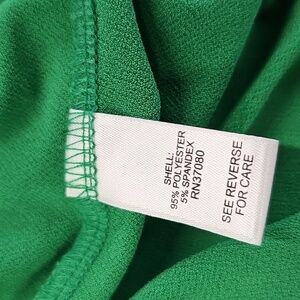 SHELL:
95% POLYESTER
5% SPANDEX
RN37080
SEE REVERSE
FOR CARE